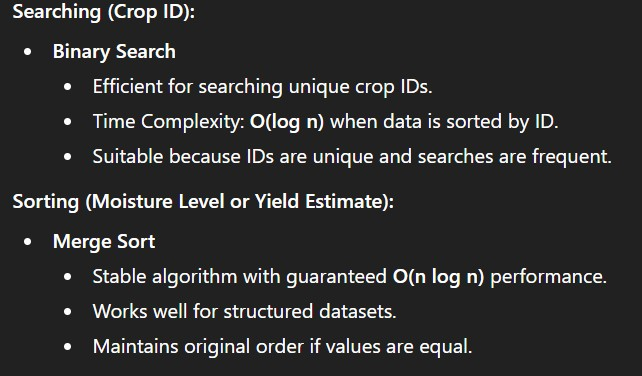 Searching (Crop ID):
• Binary Search
• Efficient for searching unique crop IDs.
• Time Complexity: O(log n) when data is sorted by ID.
• Suitable because IDs are unique and searches are frequent.
Sorting (Moisture Level or Yield Estimate):
• Merge Sort
• Stable algorithm with guaranteed O(n log n) performance.
• Works well for structured datasets.
• Maintains original order if values are equal.